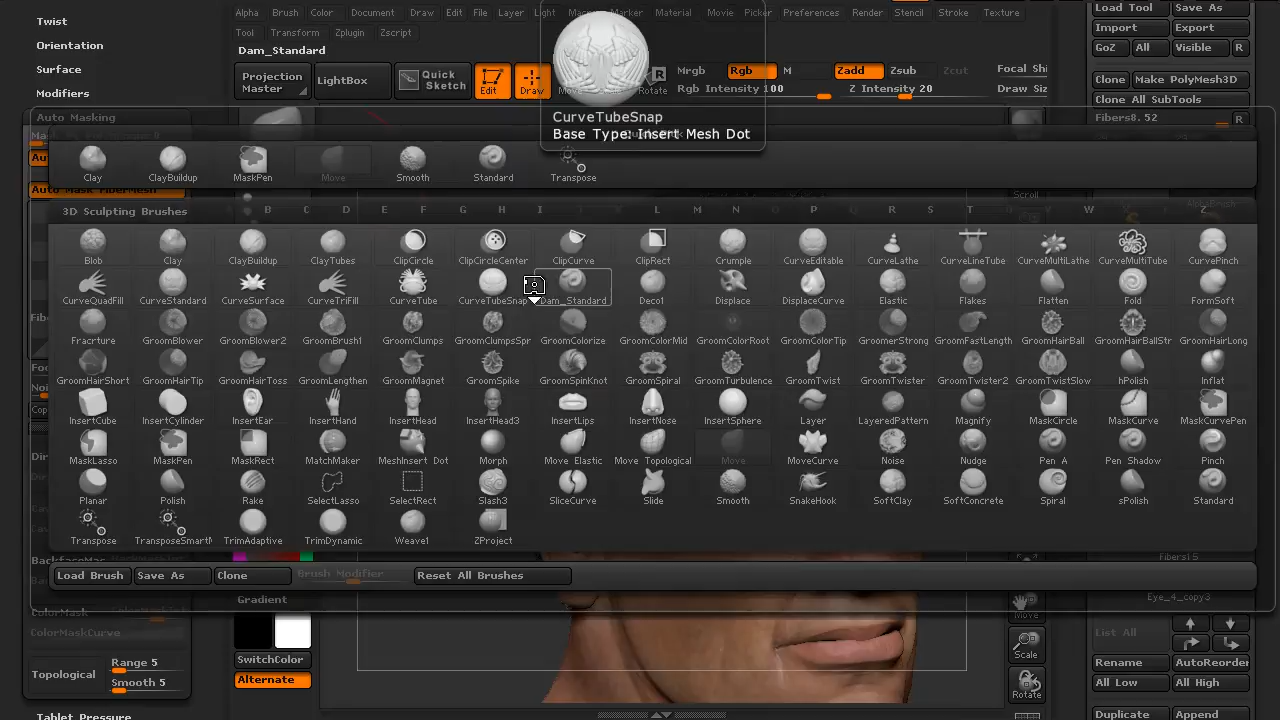 Twist
Orientation
Surface
Modifiers
Auto Masking
Alpha Brush Color Document Draw Edit File Layer Light Macro Marker Material Movie Picker Preferences Render Stencil Stroke Texture
Tool Transform Zplugin Zscript
Dam_Standard
Projection Master
LightBox
Quick Sketch
Edit Draw Move Rotate
Mrgb Rgb M Zadd Zsub Zcut Focal Shi
Rgb Intensity 100 Z Intensity 20 Draw Siz
Load Tool Save As
Import Export
GoZ All Visible R
Clone Make PolyMesh3D
Clone All SubTools
Fibers8. 52 R
CurveTubeSnap
Base Type: Insert Mesh Dot
Clay ClayBuildup MaskPen Move Smooth Standard Transpose
Scroll
3D Sculpting Brushes B C D E F G H I L M N O P R S T W Z
Blob Clay ClayBuildup ClayTubes ClipCircle ClipCircleCenter ClipCurve ClipRect Crumple CurveEditable CurveLathe CurveLineTube CurveMultiLathe CurveMultiTube CurvePinch
CurveQuadFill CurveStandard CurveSurface CurveTriFill CurveTube CurveTubeSnap Dam_Standard Deco1 Displace DisplaceCurve Elastic Flakes Flatten Fold FormSoft
Fracrture GroomBlower GroomBlower2 GroomBrush1 GroomClumps GroomClumpsSpr GroomColorize GroomColorMid GroomColorRoot GroomColorTip GroomerStrong GroomFastLength GroomHairBall GroomHairBallStr GroomHairLong
GroomHairShort GroomHairTip GroomHairToss GroomLengthen GroomMagnet GroomSpike GroomSpinKnot GroomSpiral GroomTurbulence GroomTwist GroomTwister GroomTwister2 GroomTwistSlow hPolish Inflat
InsertCube InsertCylinder InsertEar InsertHand InsertHead InsertHead3 InsertLips InsertNose InsertSphere Layer LayeredPattern Magnify MaskCircle MaskCurve MaskCurvePen
MaskLasso MaskPen MaskRect MatchMaker MeshInsert Dot Morph Move Elastic Move Topological Move MoveCurve Noise Nudge Pen A Pen Shadow Pinch
Planar Polish Rake SelectLasso SelectRect Slash3 SliceCurve Slide Smooth SnakeHook SoftClay SoftConcrete Spiral sPolish Standard
Transpose TransposeSmartM TrimAdaptive TrimDynamic Weave1 ZProject
BackfaceMas
Fibers15
Load Brush Save As Clone Brush Modifier Reset All Brushes
Gradient
Eye_4_copy3
ColorMask
ColorMaskCurve
SwitchColor
Alternate
Topological
Range 5
Smooth 5
Tablet Pressure
Move
Scale
Rotate
List All
Rename AutoReorder
All Low All High
Duplicate Append